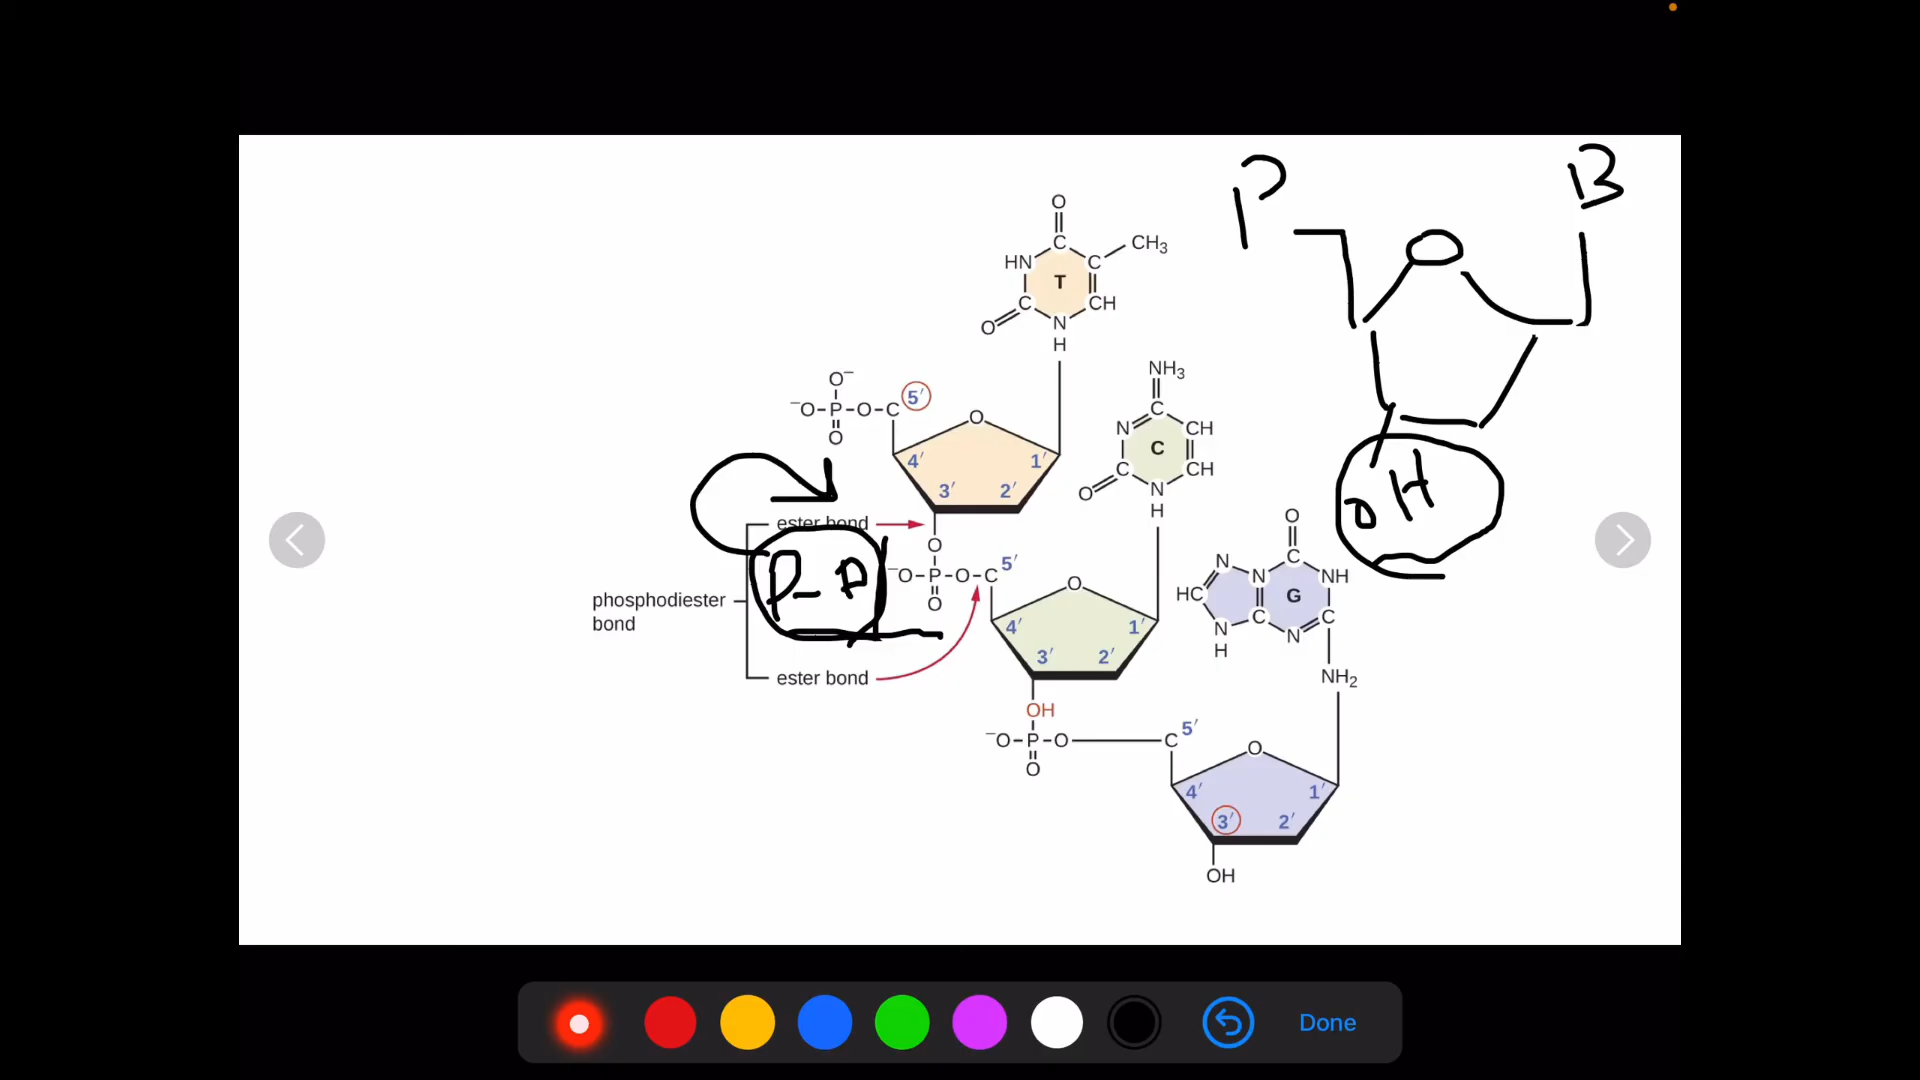 P
B
O
OH
O
C
CH₃
HN
C
T
C
CH
O
N
H
O⁻
⁻O-P-O-C
5′
O
O
4′
1′
3′
2′
NH₃
C
N
CH
C
C
CH
O
N
H
ester bond
O
P-P
⁻O-P-O-C
5′
O
O
4′
1′
3′
2′
phosphodiester
bond
ester bond
O
N
C
N
NH
HC
G
N
C
N
C
H
NH₂
OH
⁻O-P-O
C
5′
O
O
4′
1′
3′
2′
OH
Done